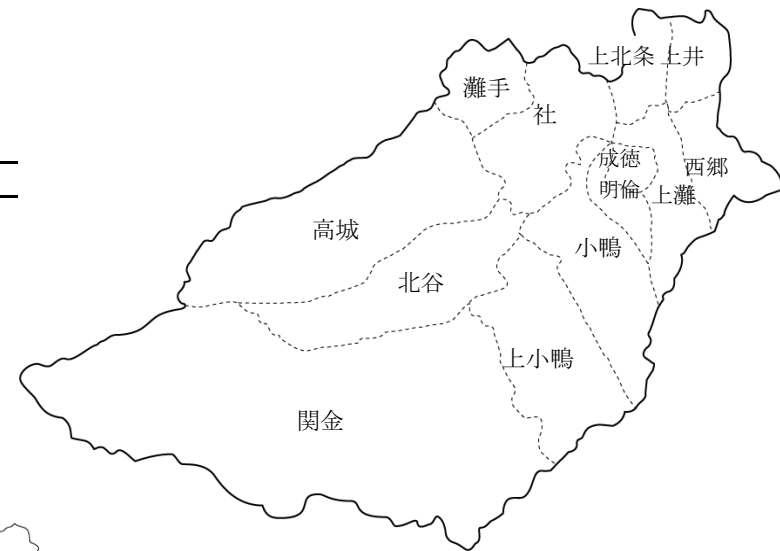 上北条
上井
灘手
社
成徳
西郷
明倫
上灘
高城
小鴨
北谷
上小鴨
関金